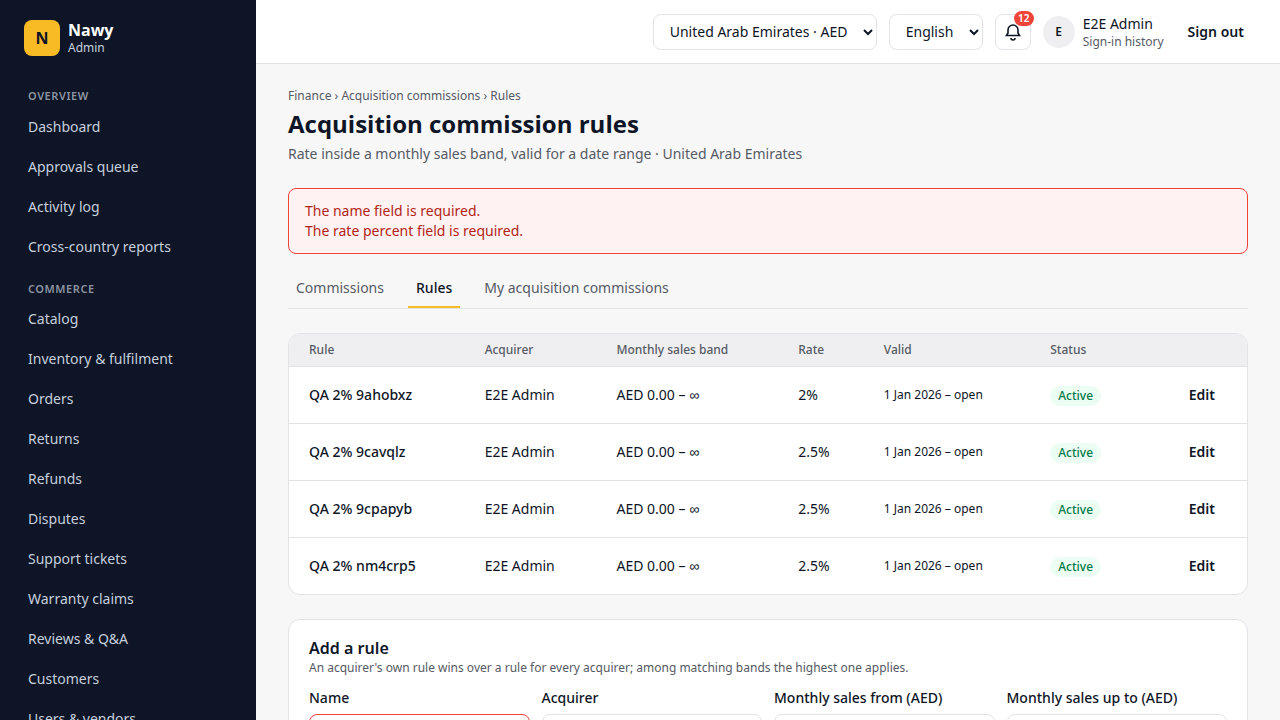 N
Nawy
Admin
United Arab Emirates · AED
English
12
E
E2E Admin
Sign-in history
Sign out
OVERVIEW
Dashboard
Approvals queue
Activity log
Cross-country reports
COMMERCE
Catalog
Inventory & fulfilment
Orders
Returns
Refunds
Disputes
Support tickets
Warranty claims
Reviews & Q&A
Customers
Users & vendors
Finance › Acquisition commissions › Rules
Acquisition commission rules
Rate inside a monthly sales band, valid for a date range · United Arab Emirates
The name field is required.
The rate percent field is required.
Commissions Rules My acquisition commissions
Rule Acquirer Monthly sales band Rate Valid Status
QA 2% 9ahobxz E2E Admin AED 0.00 – ∞ 2% 1 Jan 2026 – open Active Edit
QA 2% 9cavqlz E2E Admin AED 0.00 – ∞ 2.5% 1 Jan 2026 – open Active Edit
QA 2% 9cpapyb E2E Admin AED 0.00 – ∞ 2.5% 1 Jan 2026 – open Active Edit
QA 2% nm4crp5 E2E Admin AED 0.00 – ∞ 2.5% 1 Jan 2026 – open Active Edit
Add a rule
An acquirer's own rule wins over a rule for every acquirer; among matching bands the highest one applies.
Name Acquirer Monthly sales from (AED) Monthly sales up to (AED)